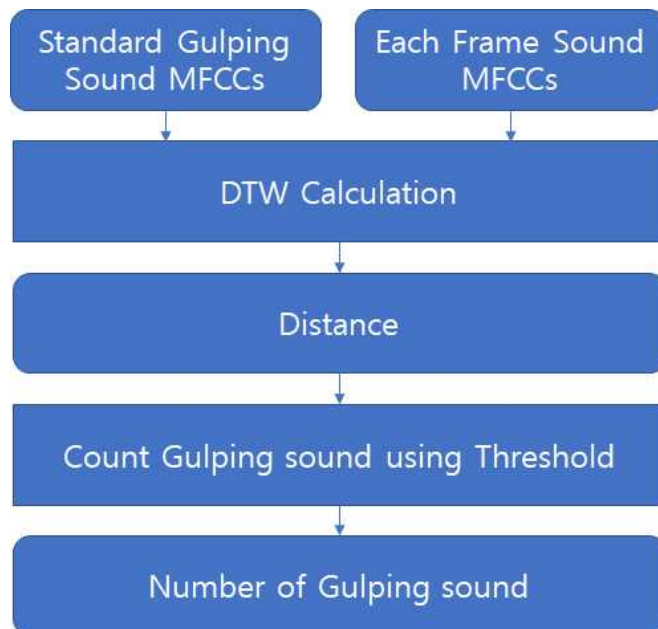 Standard Gulping
Sound MFCCs
Each Frame Sound
MFCCs
DTW Calculation
Distance
Count Gulping sound using Threshold
Number of Gulping sound